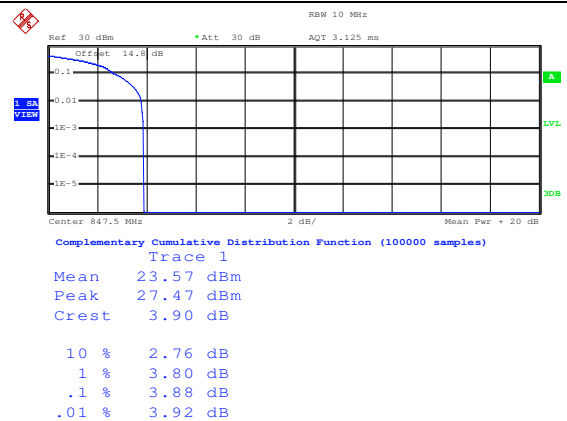 RBW 10 MHz
Ref 30 dBm *Att 30 dB AQT 3.125 ms
Offset 14.8 dB
0.1
A
0.01
1 SA
VIEW
1E-3
LVL
1E-4
1E-5
3DB
Center 847.5 MHz 2 dB/ Mean Pwr + 20 dB
Complementary Cumulative Distribution Function (100000 samples)
Trace 1
Mean 23.57 dBm
Peak 27.47 dBm
Crest 3.90 dB
10 % 2.76 dB
1 % 3.80 dB
.1 % 3.88 dB
.01 % 3.92 dB